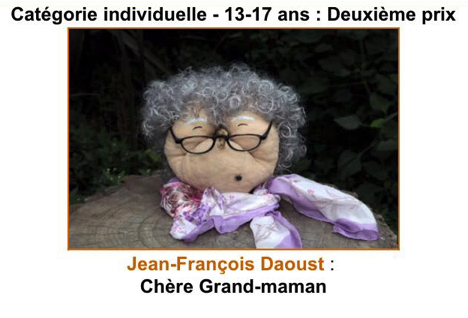 Catégorie individuelle - 13-17 ans : Deuxième prix
Jean-François Daoust :
Chère Grand-maman